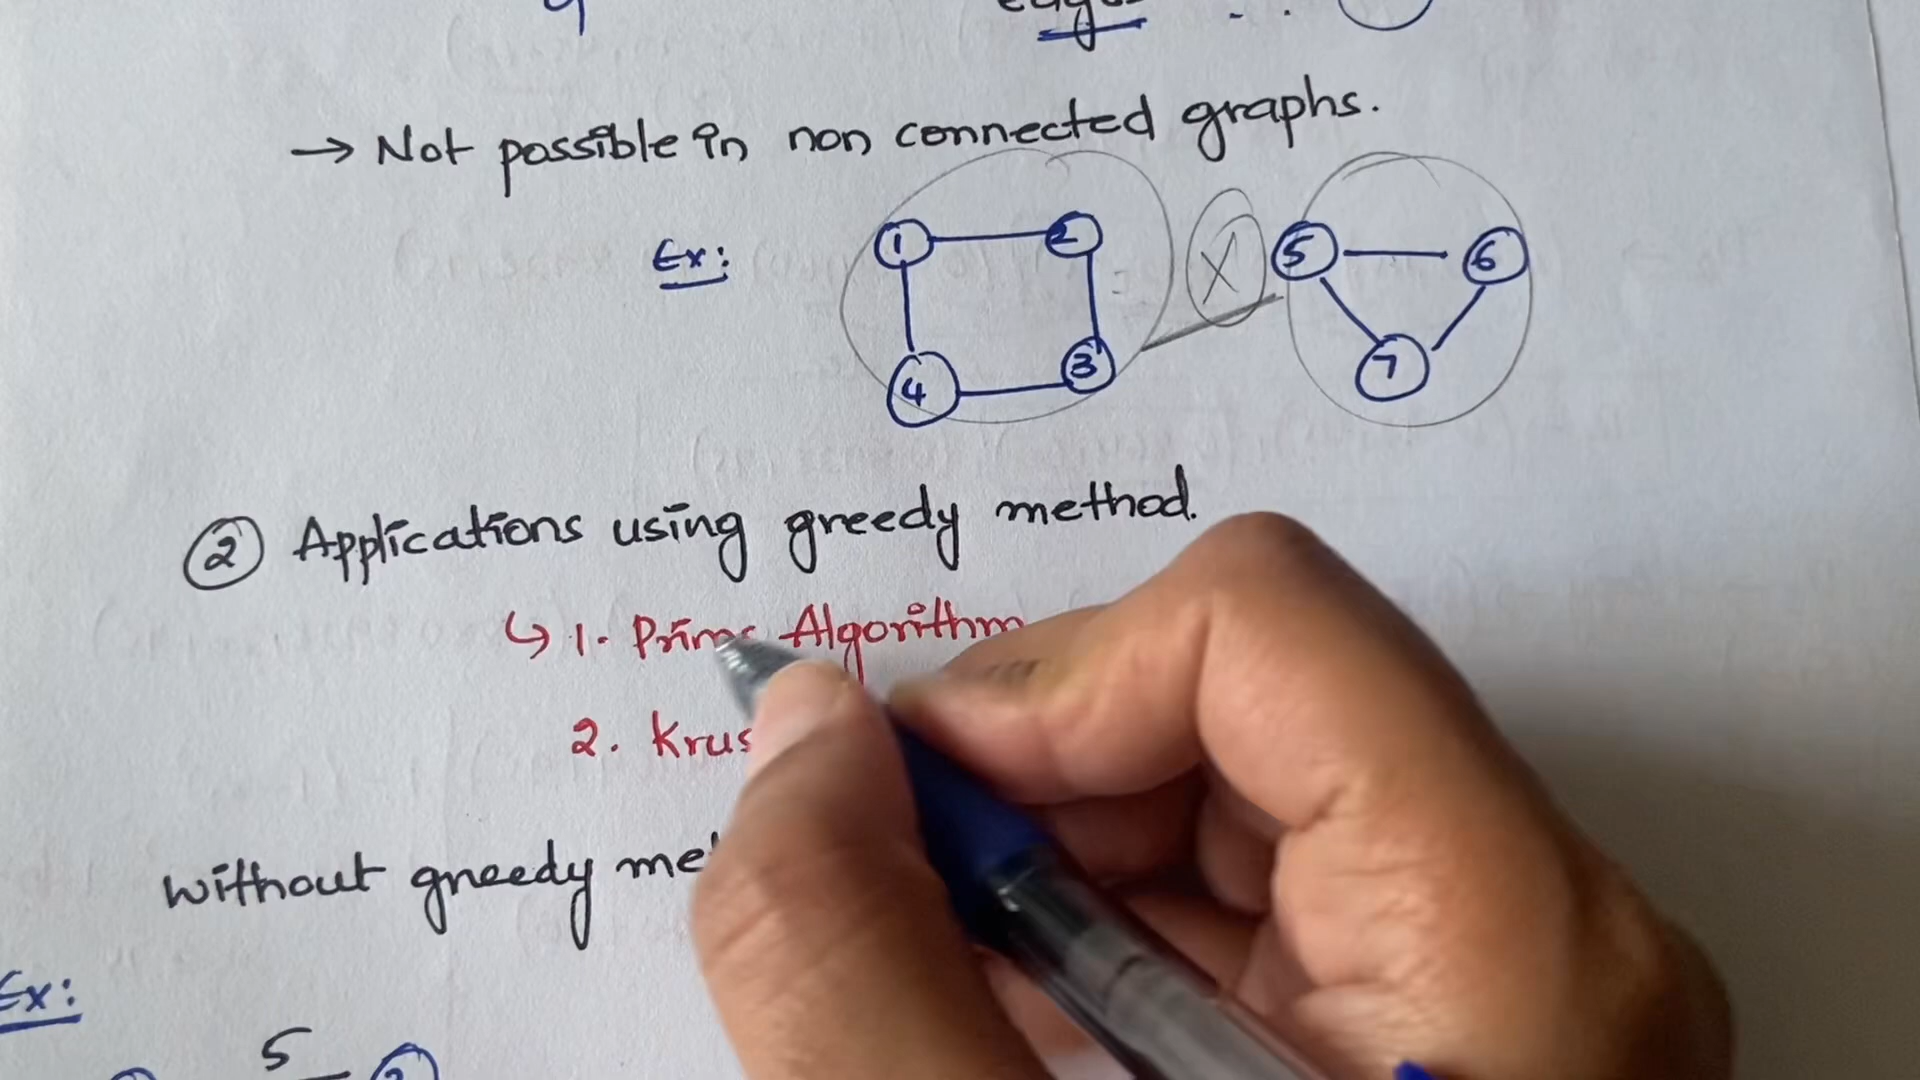 → Not possible in non connected graphs.
Ex:
1 2 5 6
4 3 7
X
② Applications using greedy method.
↳ 1. Prims Algorithm
2. Krus
without greedy me
Ex:
5
2